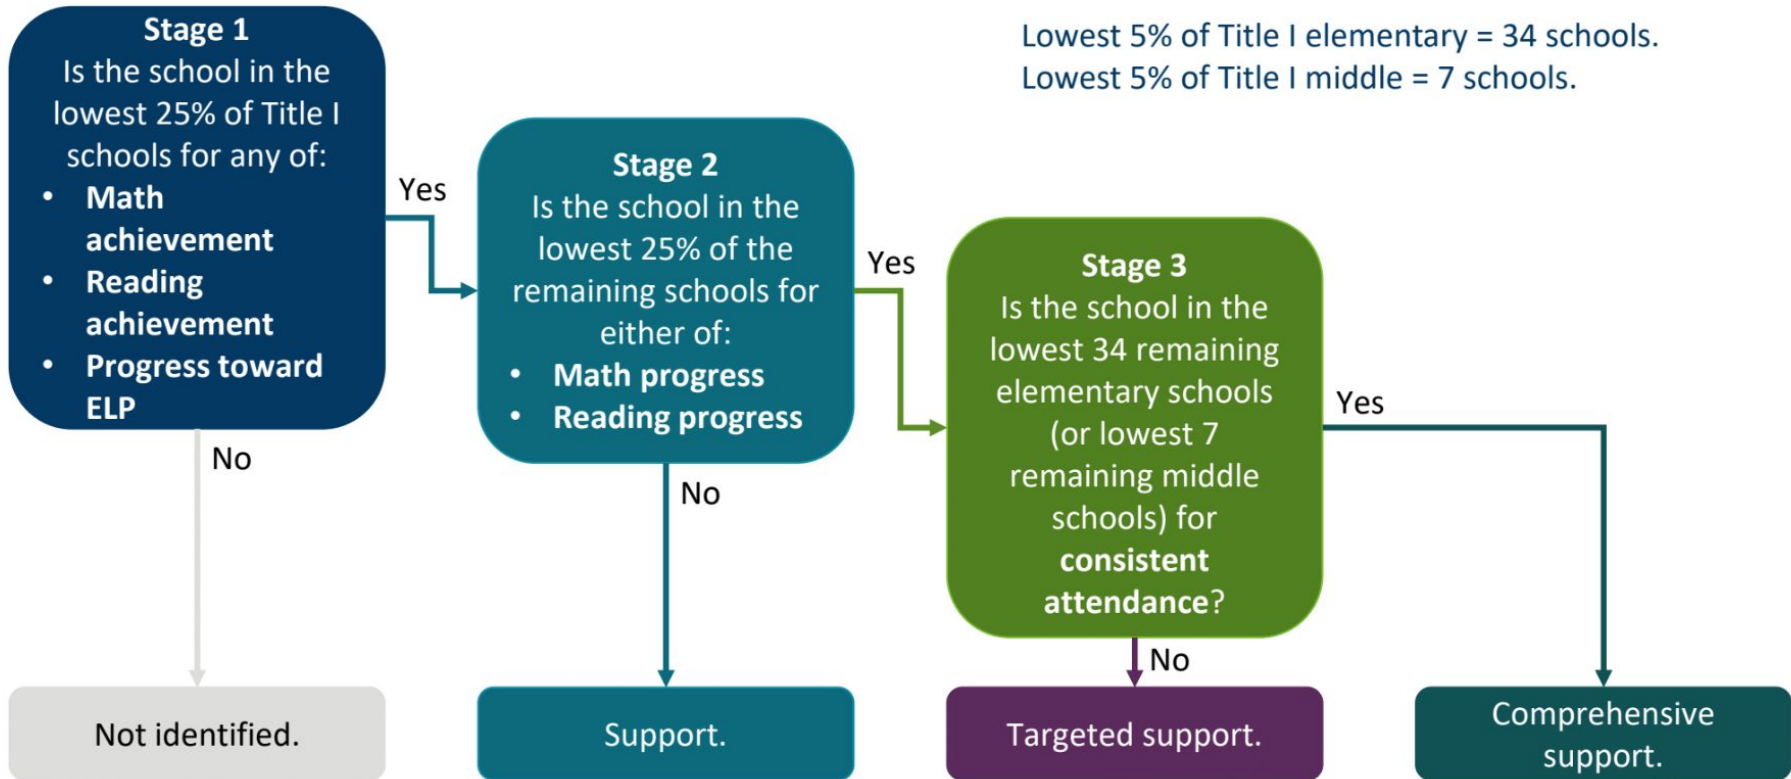 Stage 1
Is the school in the
lowest 25% of Title I
schools for any of:
• Math
achievement
• Reading
achievement
• Progress toward
ELP
Lowest 5% of Title I elementary = 34 schools.
Lowest 5% of Title I middle = 7 schools.
Yes
Stage 2
Is the school in the
lowest 25% of the
remaining schools for
either of:
• Math progress
• Reading progress
Yes
Stage 3
Is the school in the
lowest 34 remaining
elementary schools
(or lowest 7
remaining middle
schools) for
consistent
attendance?
Yes
No
No
No
Not identified.
Support.
Targeted support.
Comprehensive
support.